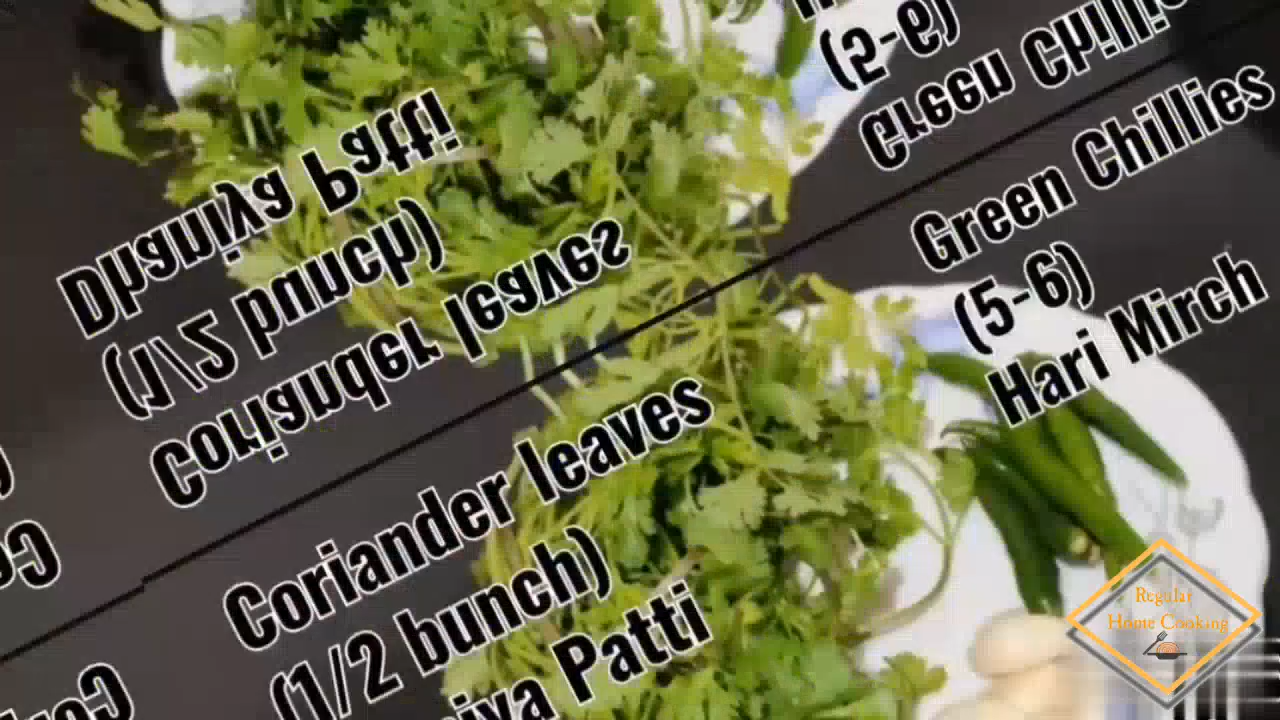 Green Chillies
(5-6)
Hari Mirch
Coriander leaves
(1/2 bunch)
Patti
Dhaniya Patti
(1/2 bunch)
Coriander leaves
(5-6)
Green
Regular
Home Cooking